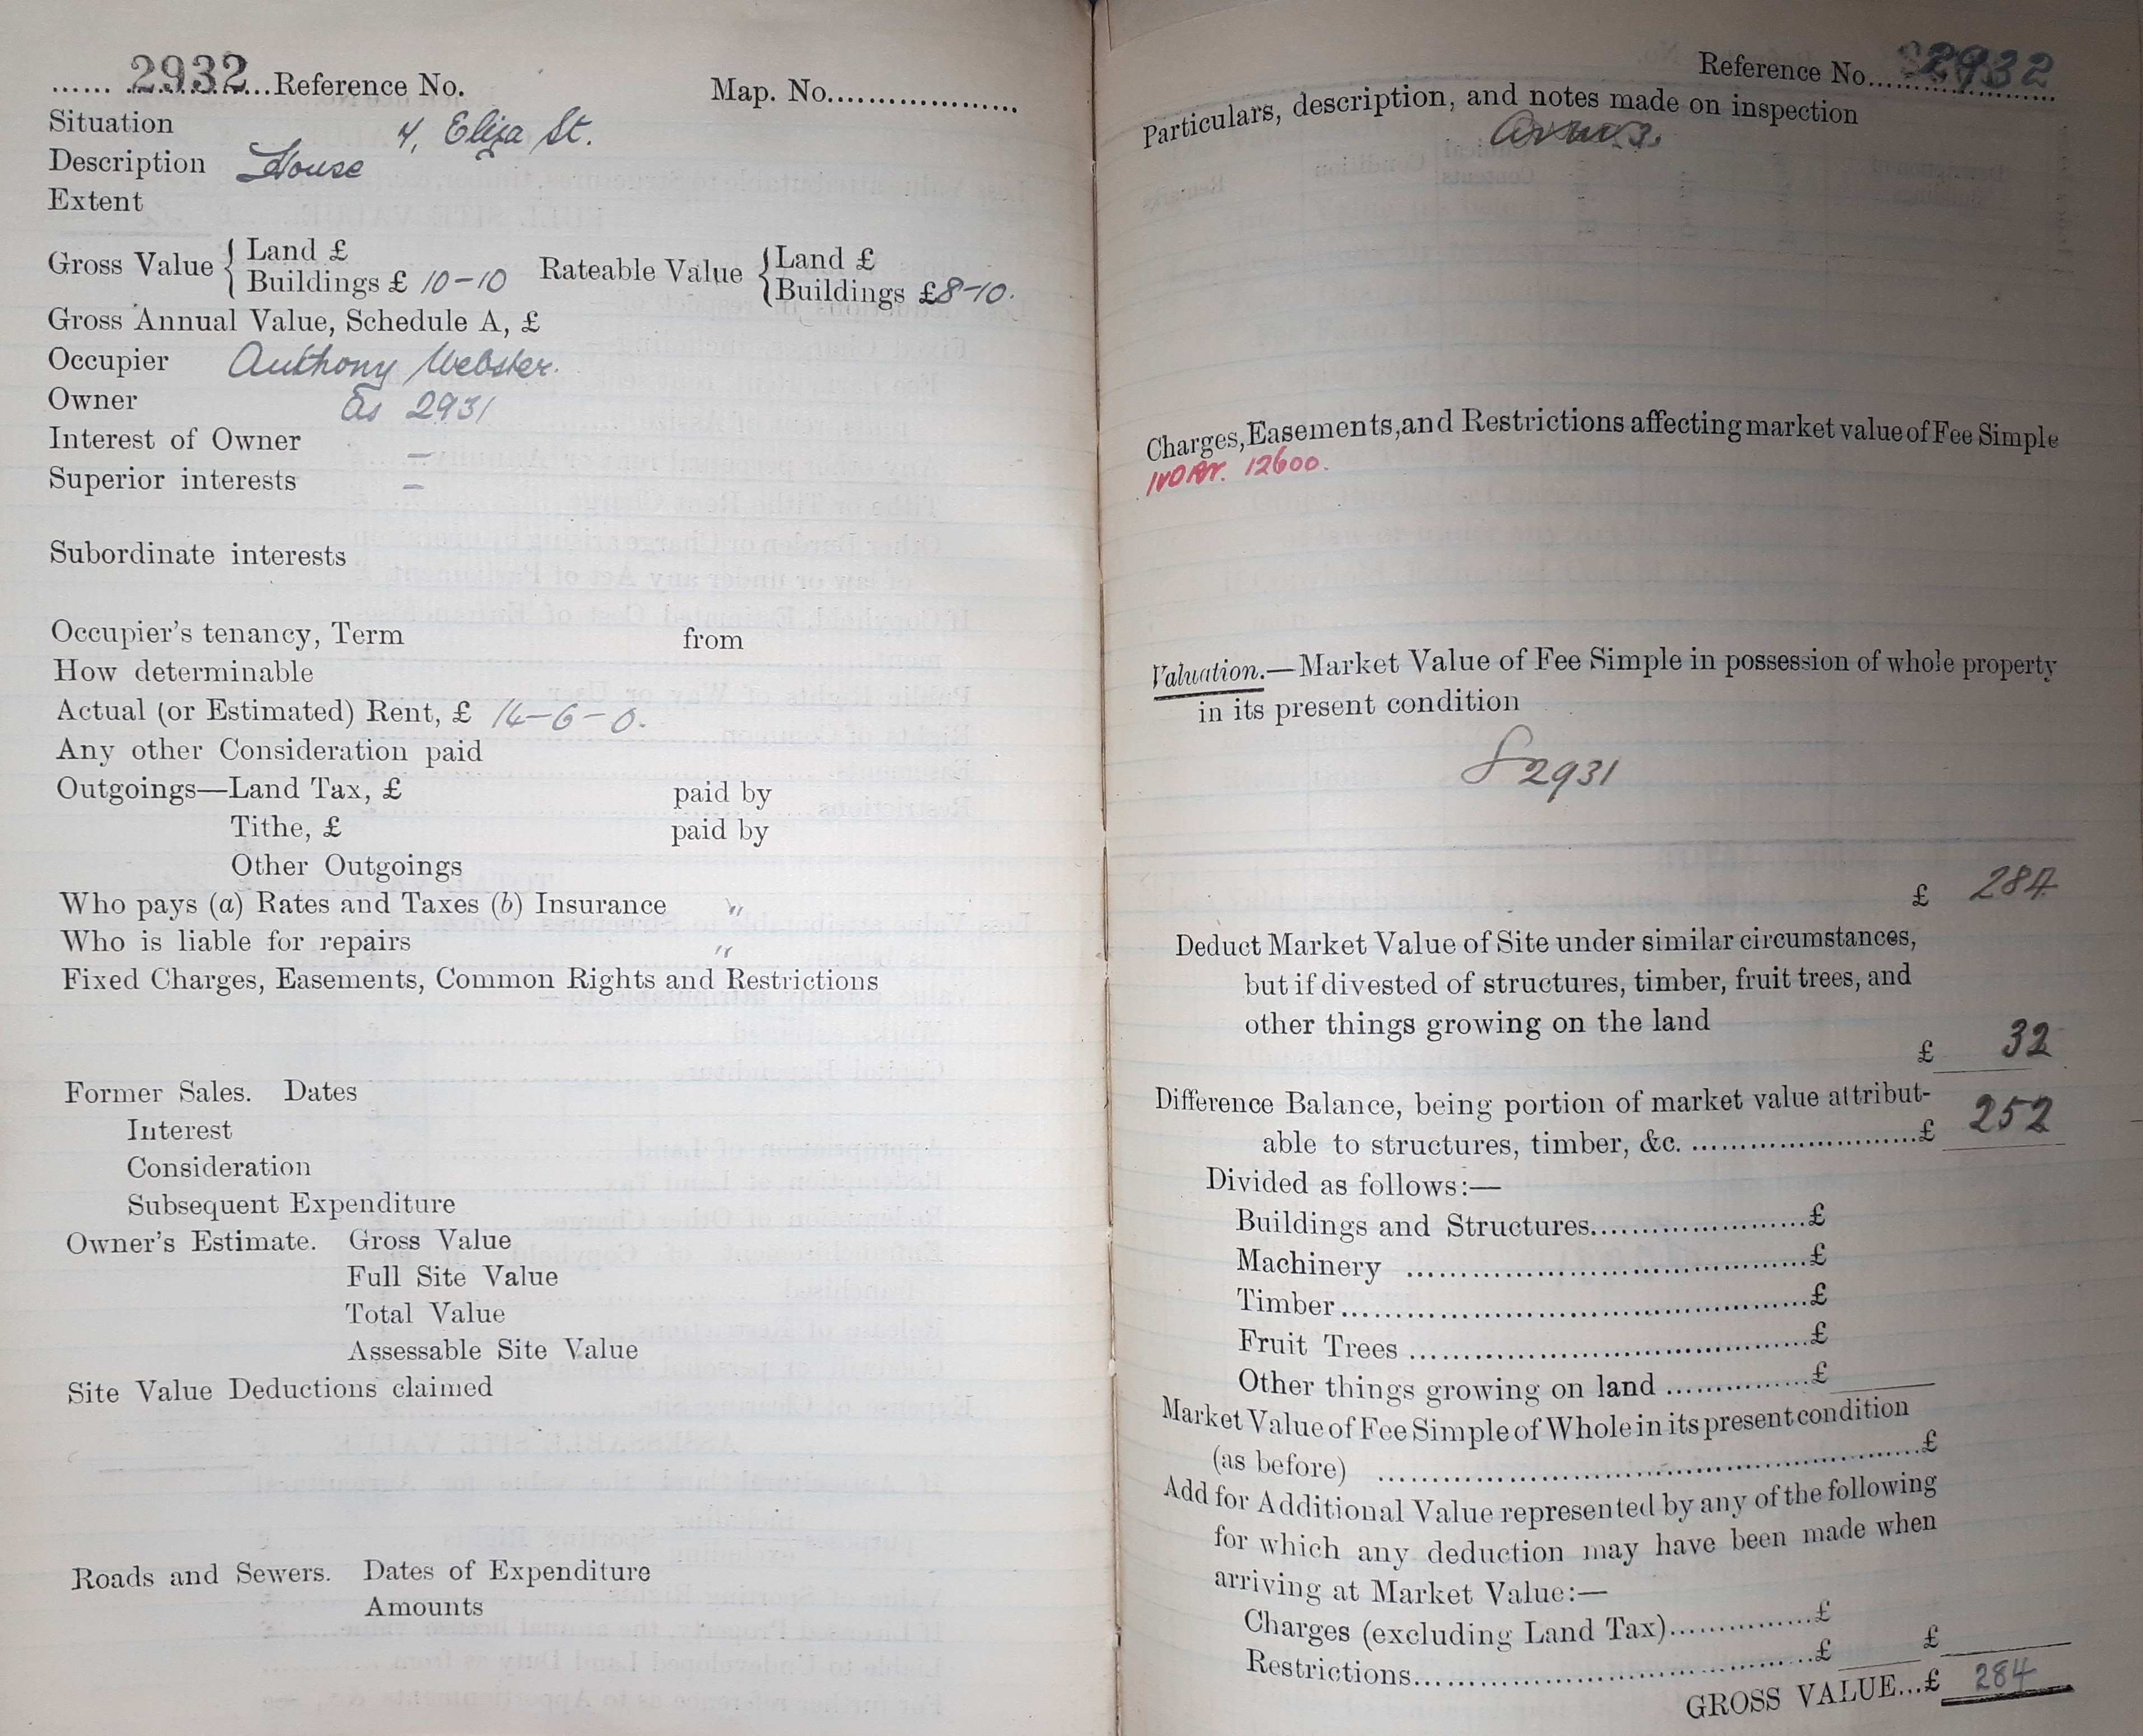 2932 Reference No. Map. No.
Situation 4, Eliza St.
Description House
Extent
Gross Value { Land £ Rateable Value { Land £
Buildings £ 10-10 Buildings £ 8-10.
Gross Annual Value, Schedule A, £
Occupier Anthony Webster.
Owner As 2931
Interest of Owner –
Superior interests –
Subordinate interests
Occupier's tenancy, Term from
How determinable
Actual (or Estimated) Rent, £ 14-6-0.
Any other Consideration paid
Outgoings—Land Tax, £ paid by
Tithe, £ paid by
Other Outgoings
Who pays (a) Rates and Taxes (b) Insurance "
Who is liable for repairs "
Fixed Charges, Easements, Common Rights and Restrictions
Former Sales. Dates
Interest
Consideration
Subsequent Expenditure
Owner's Estimate. Gross Value
Full Site Value
Total Value
Assessable Site Value
Site Value Deductions claimed
Roads and Sewers. Dates of Expenditure
Amounts
Reference No. 2932
Particulars, description, and notes made on inspection
Charges, Easements, and Restrictions affecting market value of Fee Simple
12600.
Valuation.—Market Value of Fee Simple in possession of whole property
in its present condition
2931
£ 284
Deduct Market Value of Site under similar circumstances,
but if divested of structures, timber, fruit trees, and
other things growing on the land
£ 32
Difference Balance, being portion of market value attribut-
able to structures, timber, &c. £ 252
Divided as follows:—
Buildings and Structures £
Machinery £
Timber £
Fruit Trees £
Other things growing on land £
Market Value of Fee Simple of Whole in its present condition
(as before) £
Add for Additional Value represented by any of the following
for which any deduction may have been made when
arriving at Market Value:—
Charges (excluding Land Tax) £
Restrictions £ £
GROSS VALUE...£ 284